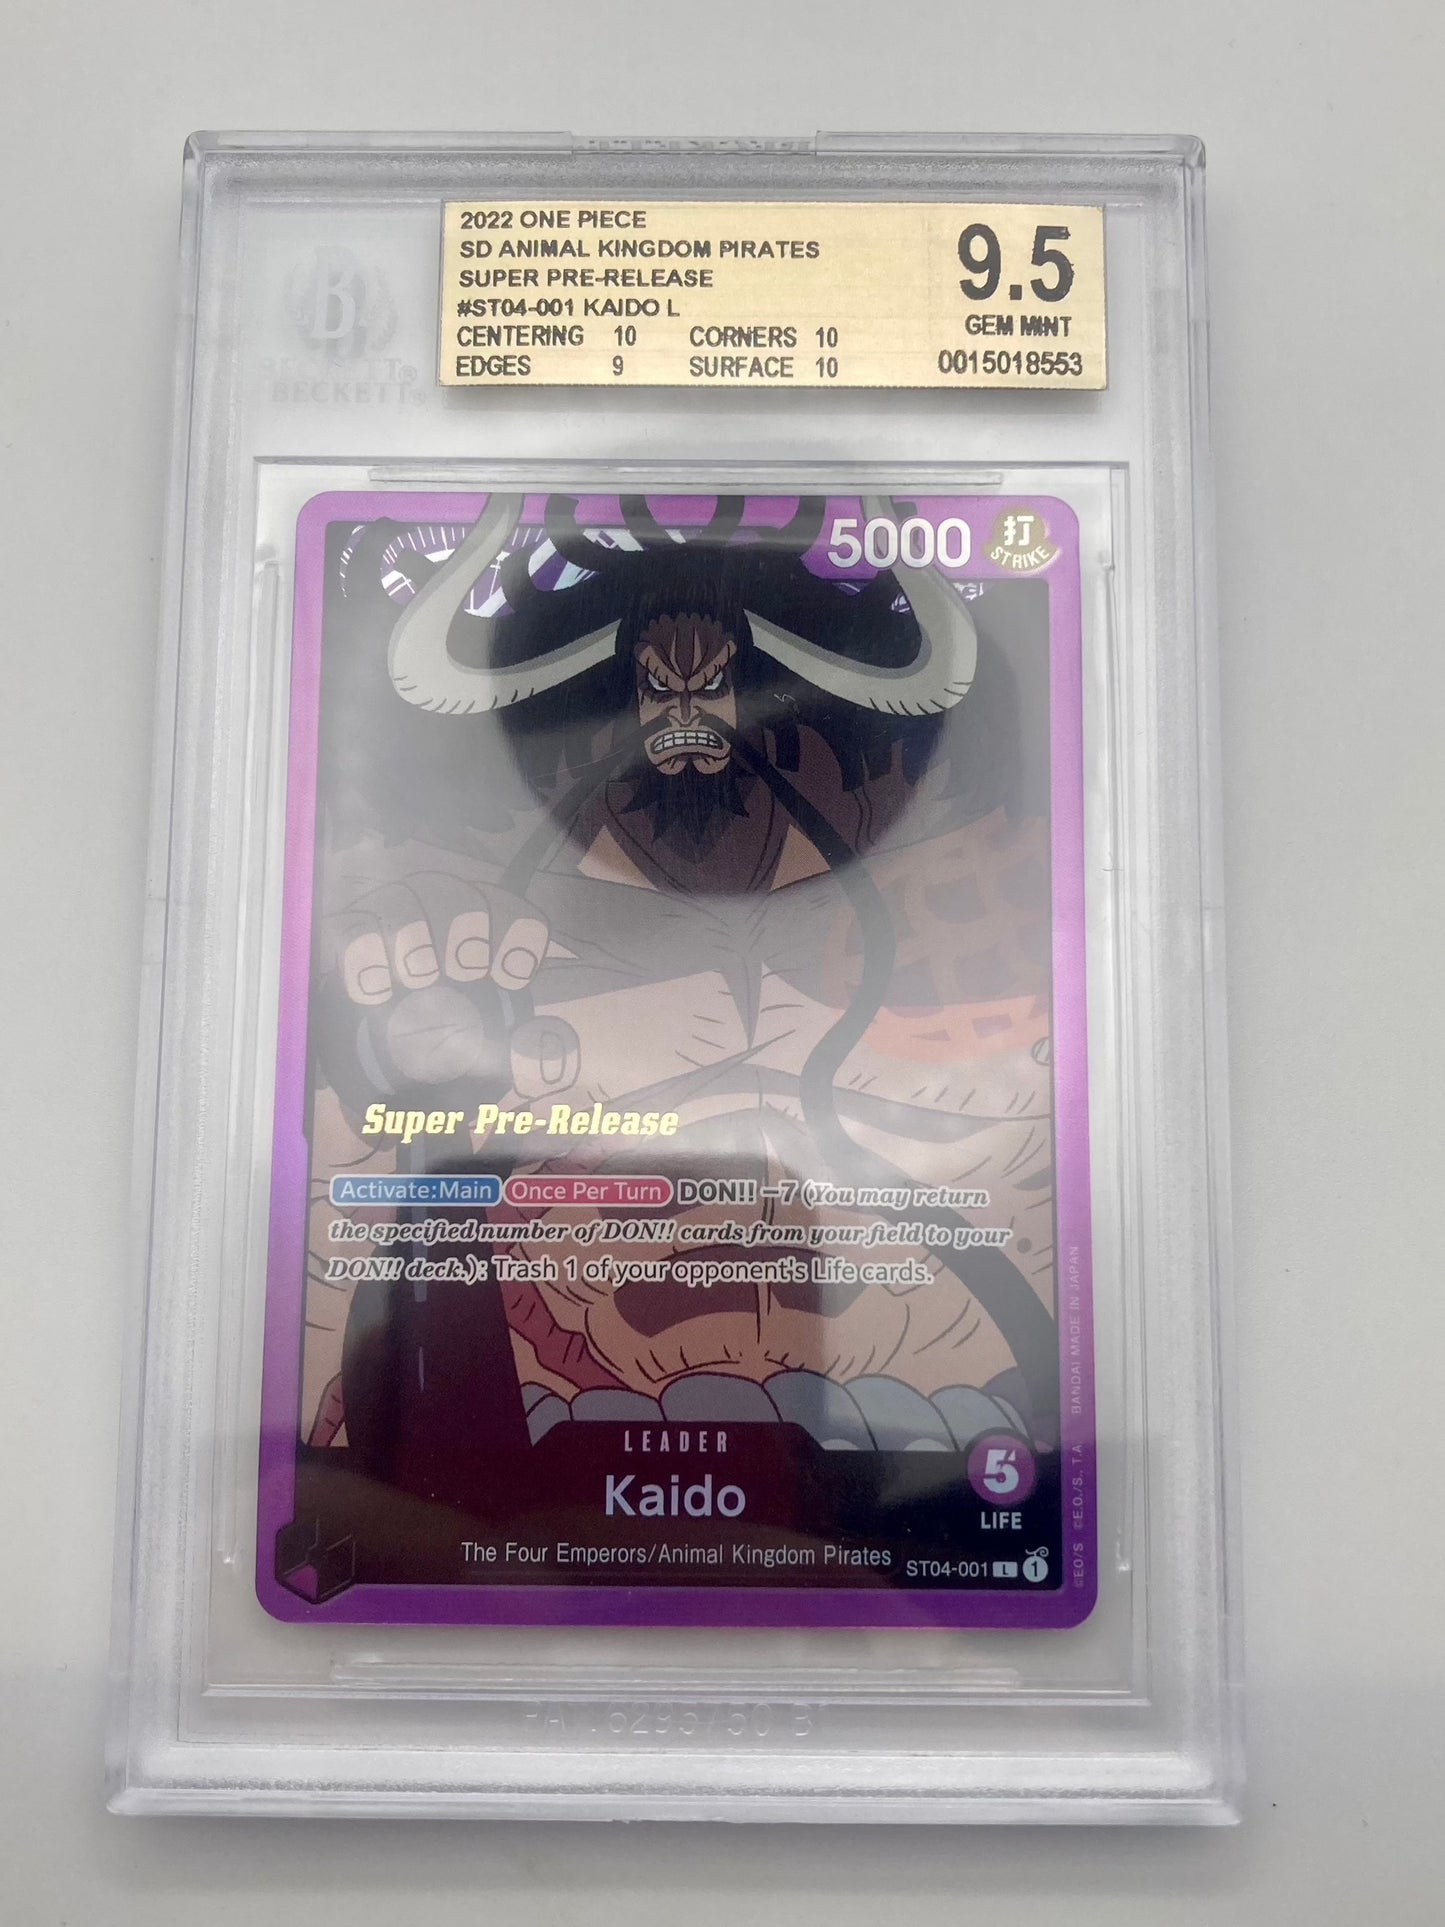 2022 ONE PIECE
SD ANIMAL KINGDOM PIRATES
SUPER PRE-RELEASE
#ST04-001 KAIDO L
CENTERING 10 CORNERS 10
EDGES 9 SURFACE 10
9.5
GEM MINT
0015018553
B
BECKETT®
5000
打
STRIKE
Super Pre-Release
Activate:Main Once Per Turn DON!! −7 (You may return
the specified number of DON!! cards from your field to your
DON!! deck.): Trash 1 of your opponent's Life cards.
LEADER
Kaido
The Four Emperors/Animal Kingdom Pirates
5
LIFE
ST04-001 L 1
©E.O/S ©E.O./S., T.A. BANDAI MADE IN JAPAN